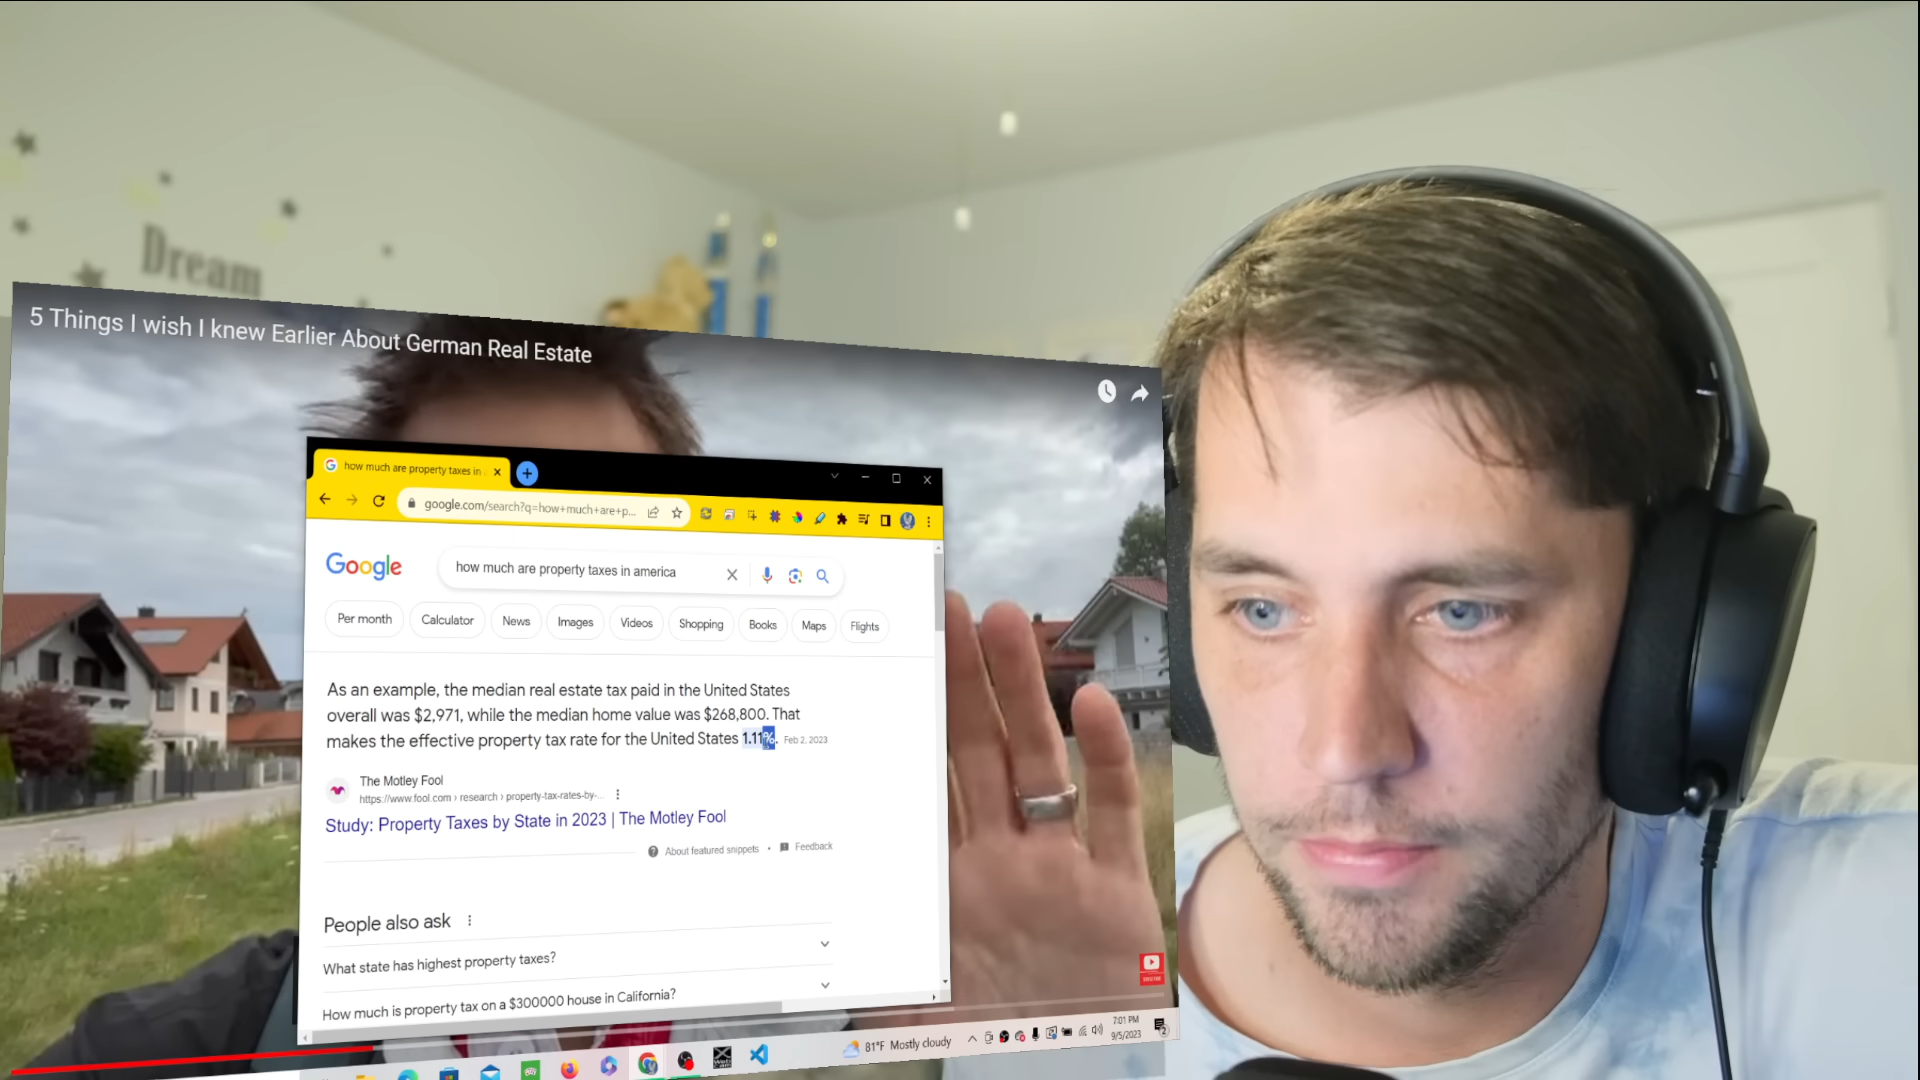 Dream
5 Things I wish I knew Earlier About German Real Estate
how much are property taxes in
google.com/search?q=how+much+are+p...
Google
how much are property taxes in america
Per month
Calculator
News
Images
Videos
Shopping
Books
Maps
Flights
As an example, the median real estate tax paid in the United States
overall was $2,971, while the median home value was $268,800. That
makes the effective property tax rate for the United States 1.11%. Feb 2, 2023
The Motley Fool
https://www.fool.com › research › property-tax-rates-by-...
Study: Property Taxes by State in 2023 | The Motley Fool
About featured snippets • Feedback
People also ask
What state has highest property taxes?
How much is property tax on a $300000 house in California?
81°F Mostly cloudy
7:01 PM
9/5/2023
2